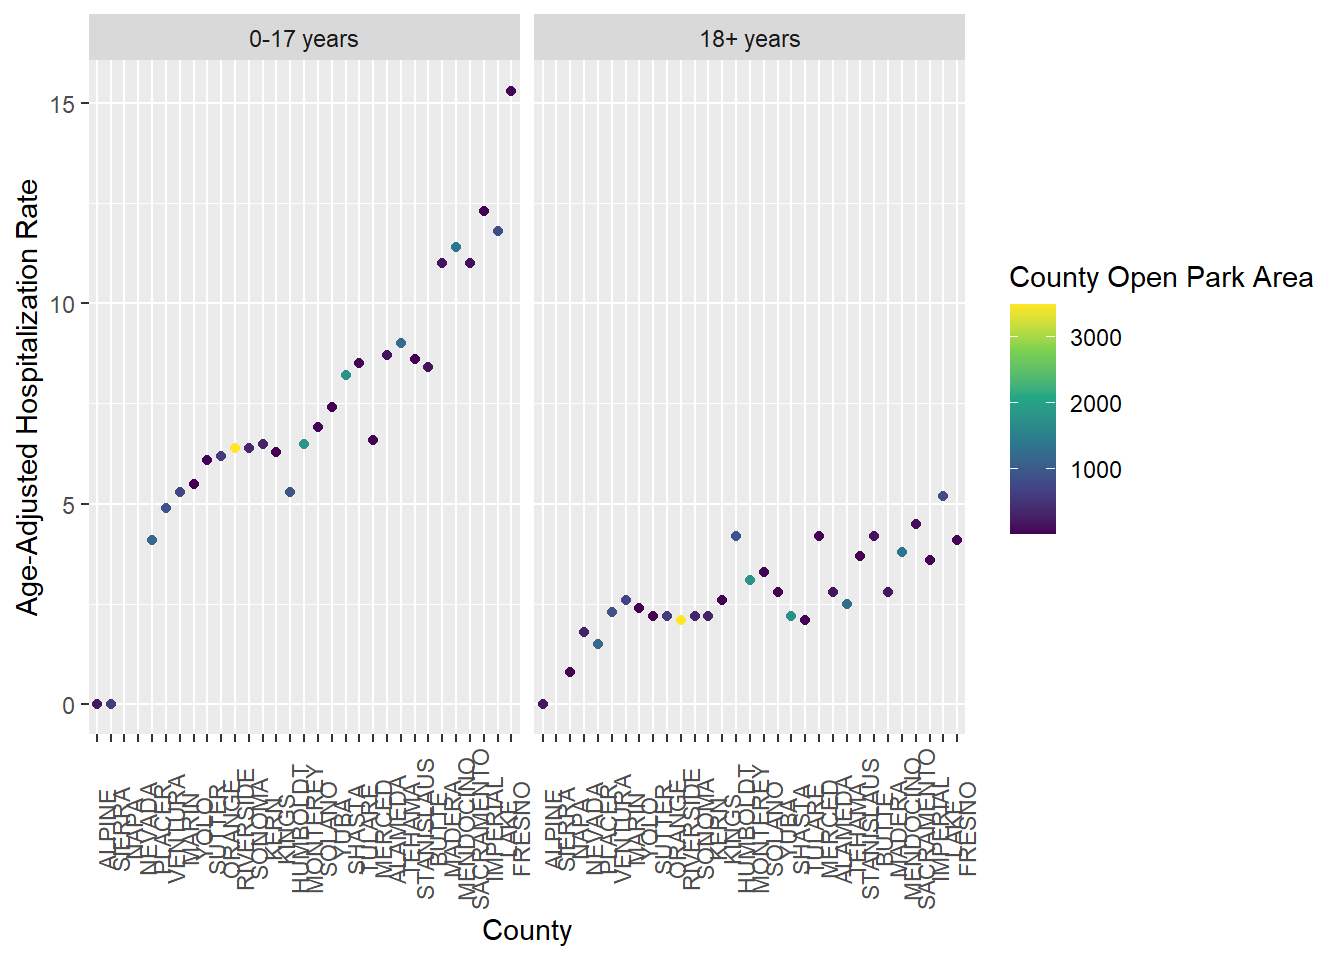 0-17 years
18+ years
Age-Adjusted Hospitalization Rate
15
10
5
0
ALPINE
SIERRA
NAPA
NEVADA
PLACER
VENTURA
MARIN
YOLO
SUTTER
ORANGE
RIVERSIDE
SONOMA
KERN
KINGS
HUMBOLDT
MONTEREY
SOLANO
YUBA
SHASTA
TULARE
MERCED
ALAMEDA
TEHAMA
STANISLAUS
BUTTE
MADERA
MENDOCINO
SACRAMENTO
IMPERIAL
LAKE
FRESNO
ALPINE
SIERRA
NAPA
NEVADA
PLACER
VENTURA
MARIN
YOLO
SUTTER
ORANGE
RIVERSIDE
SONOMA
KERN
KINGS
HUMBOLDT
MONTEREY
SOLANO
YUBA
SHASTA
TULARE
MERCED
ALAMEDA
TEHAMA
STANISLAUS
BUTTE
MADERA
MENDOCINO
SACRAMENTO
IMPERIAL
LAKE
FRESNO
County
County Open Park Area
3000
2000
1000